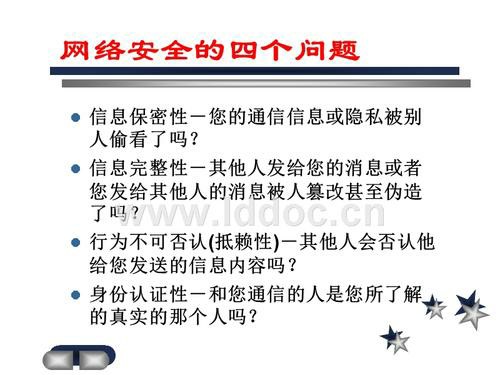 网络安全的四个问题
信息保密性－您的通信信息或隐私被别
人偷看了吗？
信息完整性－其他人发给您的消息或者
您发给其他人的消息被人篡改甚至伪造
了吗？
www.lddoc.cn
行为不可否认(抵赖性)－其他人会否认他
给您发送的信息内容吗？
身份认证性－和您通信的人是您所了解
的真实的那个人吗？